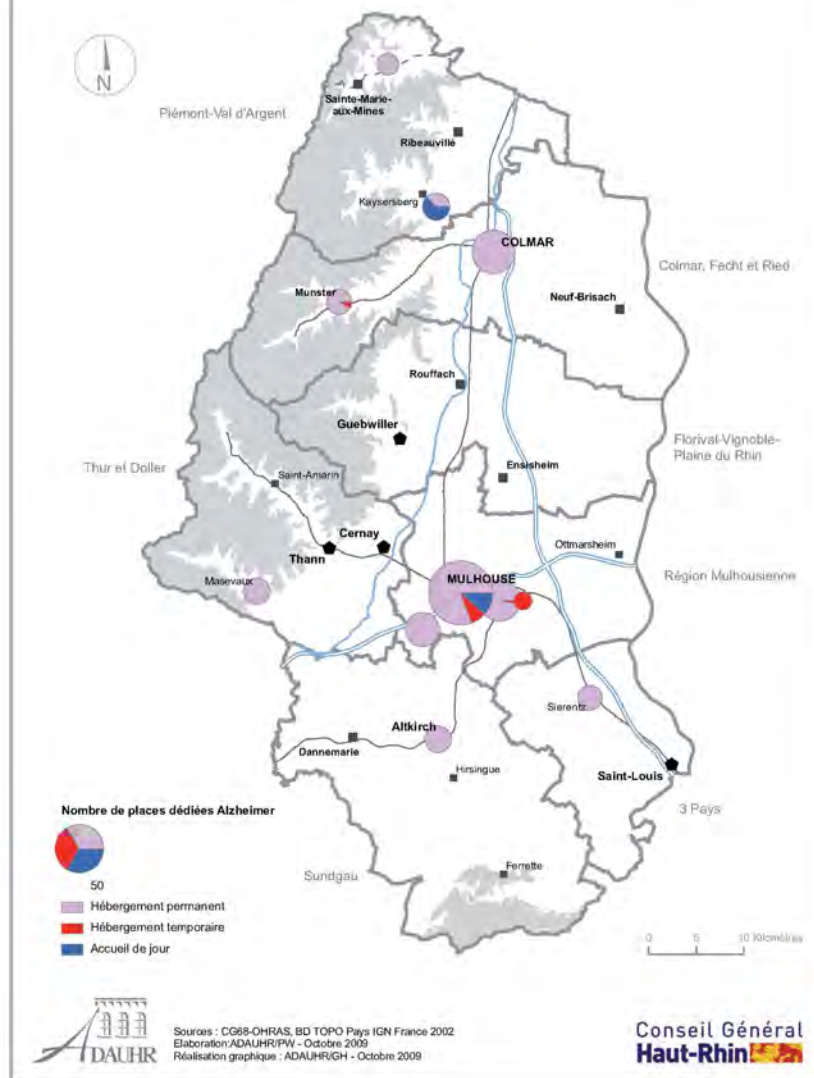 N
Piémont-Val d'Argent
Sainte-Marie-
aux-Mines
Ribeauvillé
Kaysersberg
COLMAR
Colmar, Fecht et Ried
Munster
Neuf-Brisach
Rouffach
Guebwiller
Florival-Vignoble-
Plaine du Rhin
Thur et Doller
Saint-Amarin
Ensisheim
Cernay
Thann
Ottmarsheim
Masevaux
MULHOUSE
Région Mulhousienne
Sierentz
Altkirch
Dannemarie
Hirsingue
Saint-Louis
3 Pays
Nombre de places dédiées Alzheimer
50
Sundgau
Ferrette
Hébergement permanent
Hébergement temporaire
Accueil de jour
0 5 10 Kilomètres
ADAUHR
Sources : CG68-OHRAS, BD TOPO Pays IGN France 2002
Elaboration:ADAUHR/PW - Octobre 2009
Réalisation graphique : ADAUHR/GH - Octobre 2009
Conseil Général
Haut-Rhin